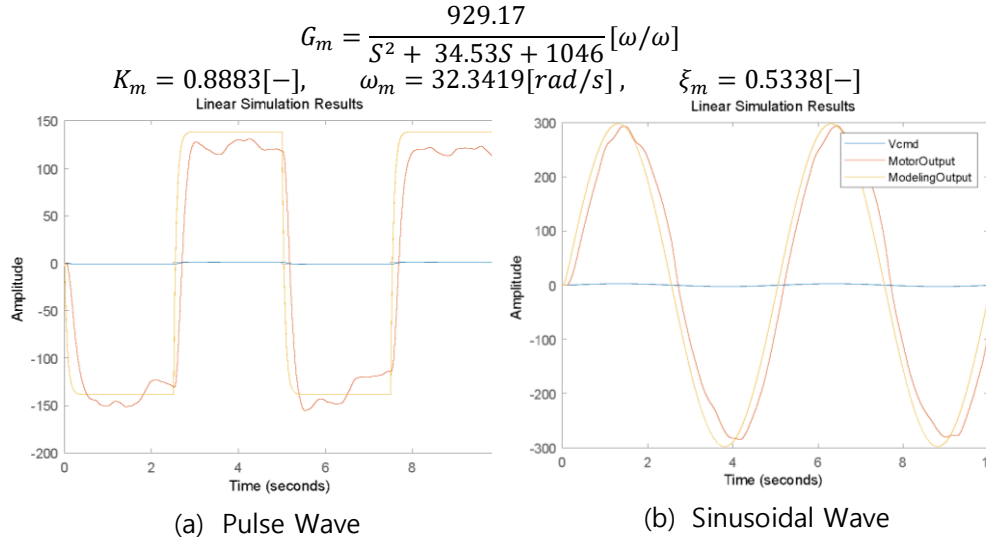 G_m = 929.17 / S² + 34.53S + 1046 [ω/ω]
K_m = 0.8883[−], ω_m = 32.3419[rad/s] , ξ_m = 0.5338[−]
Linear Simulation Results
Amplitude
150
100
50
0
-50
-100
-150
-200
0 2 4 6 8
Time (seconds)
(a) Pulse Wave
Linear Simulation Results
Vcmd
MotorOutput
ModelingOutput
Amplitude
300
200
100
0
-100
-200
-300
0 2 4 6 8 1
Time (seconds)
(b) Sinusoidal Wave